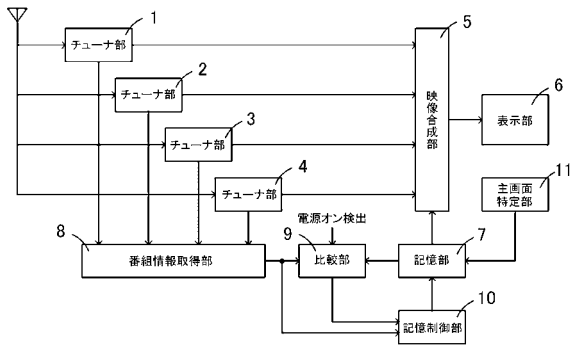 1
チューナ部
2
チューナ部
3
チューナ部
4
チューナ部
5
映像合成部
6
表示部
11
主画面
特定部
電源オン検出
8
番組情報取得部
9
比較部
7
記憶部
10
記憶制御部